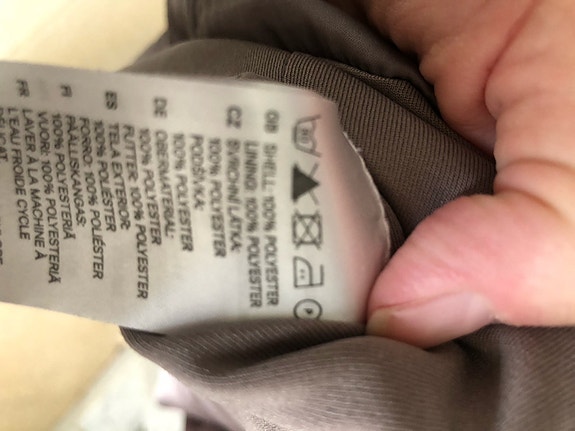 GB SHELL: 100% POLYESTER
LINING: 100% POLYESTER
CZ SVRCHNÍ LÁTKA:
100% POLYESTER
PODŠÍVKA:
100% POLYESTER
DE OBERMATERIAL:
100% POLYESTER
FUTTER: 100% POLYESTER
ES TELA EXTERIOR:
100% POLIÉSTER
FORRO: 100% POLIÉSTER
FI PÄÄLLISKANGAS:
100% POLYESTERIÄ
VUORI: 100% POLYESTERIÄ
FR LAVER À LA MACHINE À
L'EAU FROIDE CYCLE